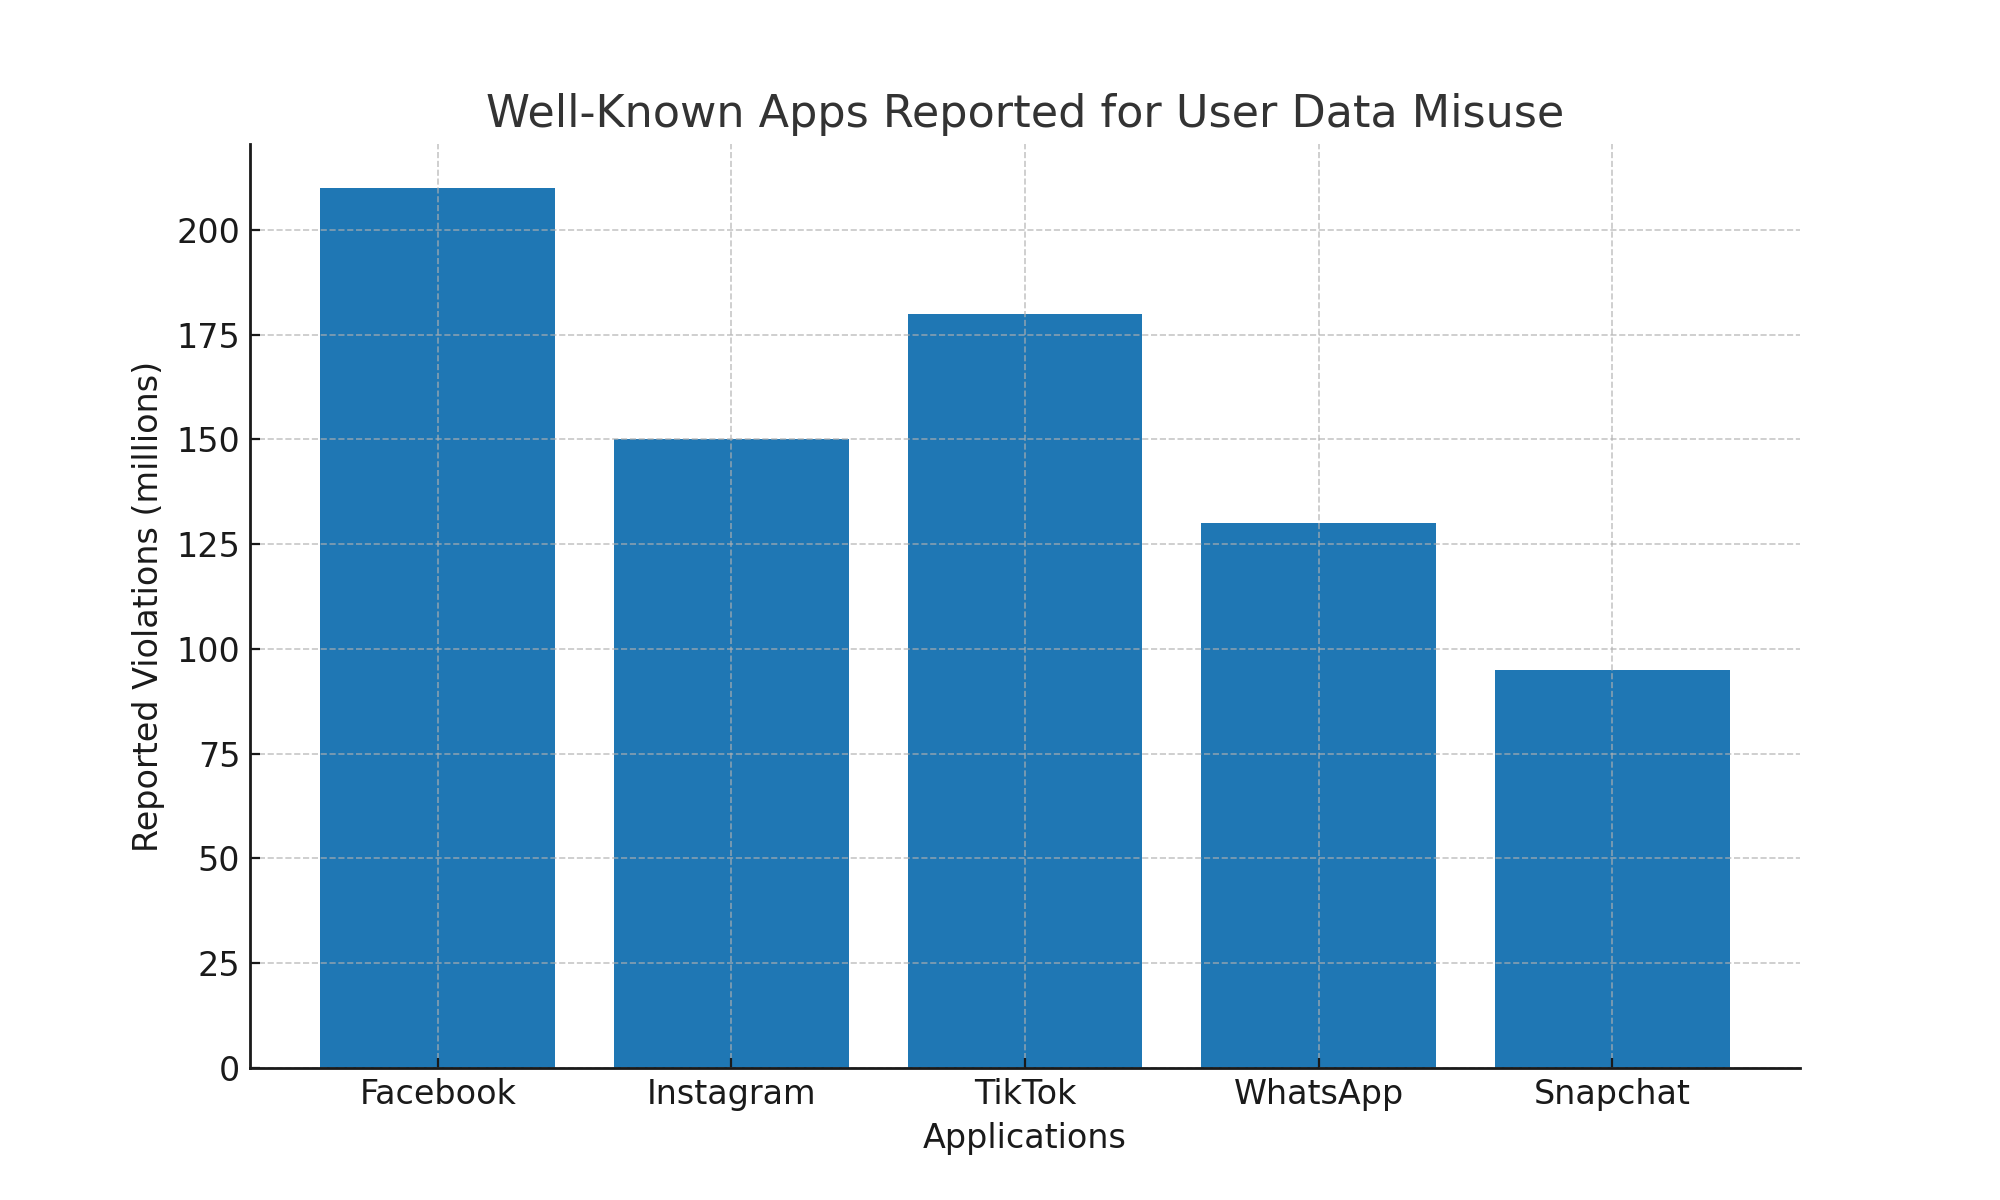 Well-Known Apps Reported for User Data Misuse
Reported Violations (millions)
200
175
150
125
100
75
50
25
0
Facebook Instagram TikTok WhatsApp Snapchat
Applications